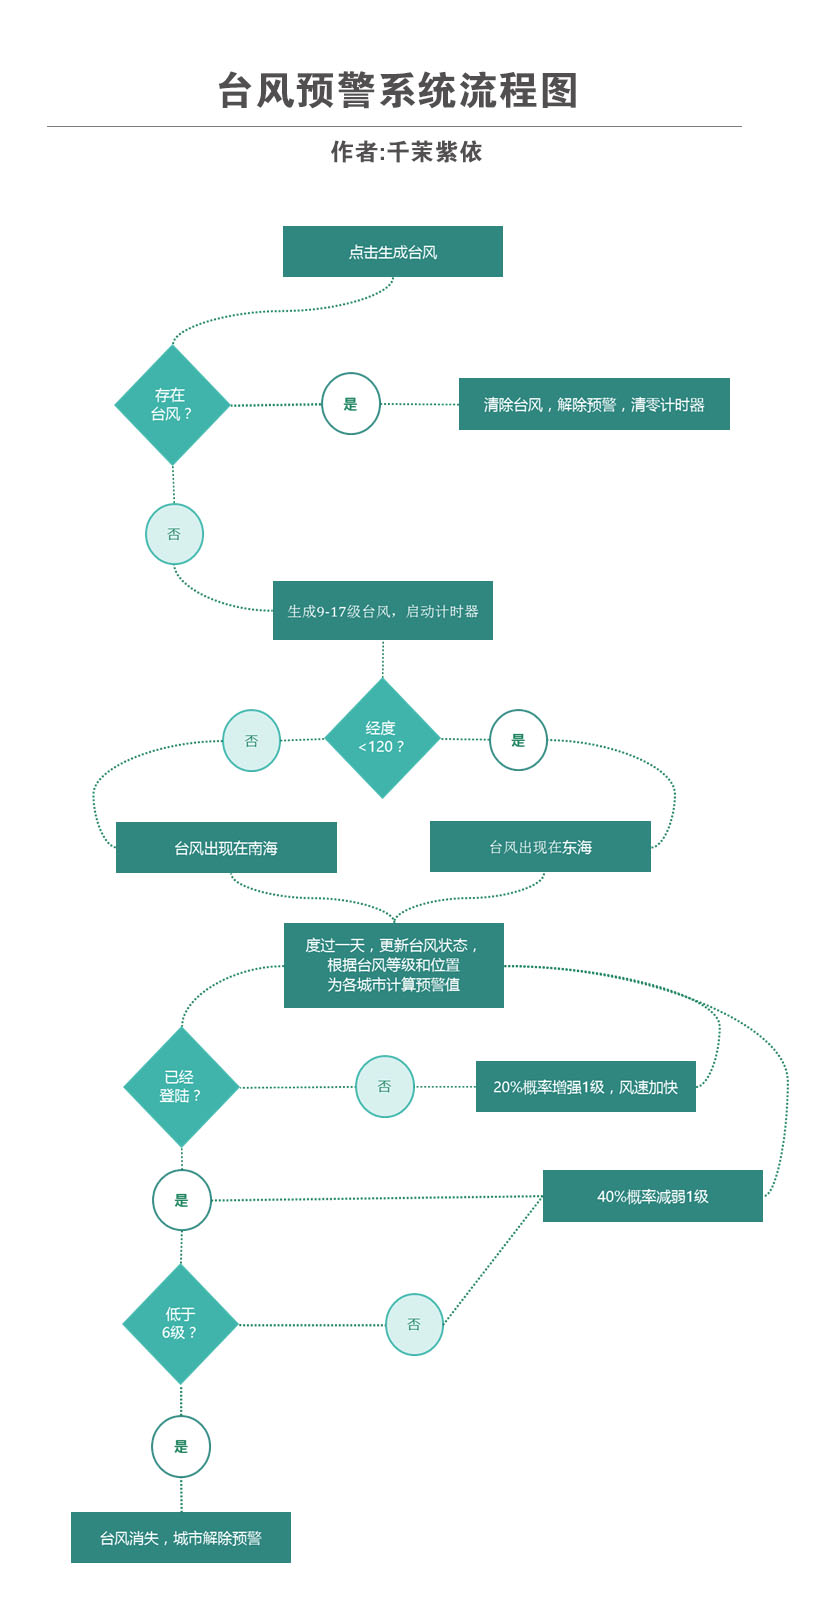 台风预警系统流程图
作者:千茉紫依
点击生成台风
存在
台风？
是
清除台风，解除预警，清零计时器
否
生成9-17级台风，启动计时器
经度
<120？
否
是
台风出现在南海
台风出现在东海
度过一天，更新台风状态，
根据台风等级和位置
为各城市计算预警值
已经
登陆？
否
20%概率增强1级，风速加快
是
40%概率减弱1级
低于
6级？
否
是
台风消失，城市解除预警